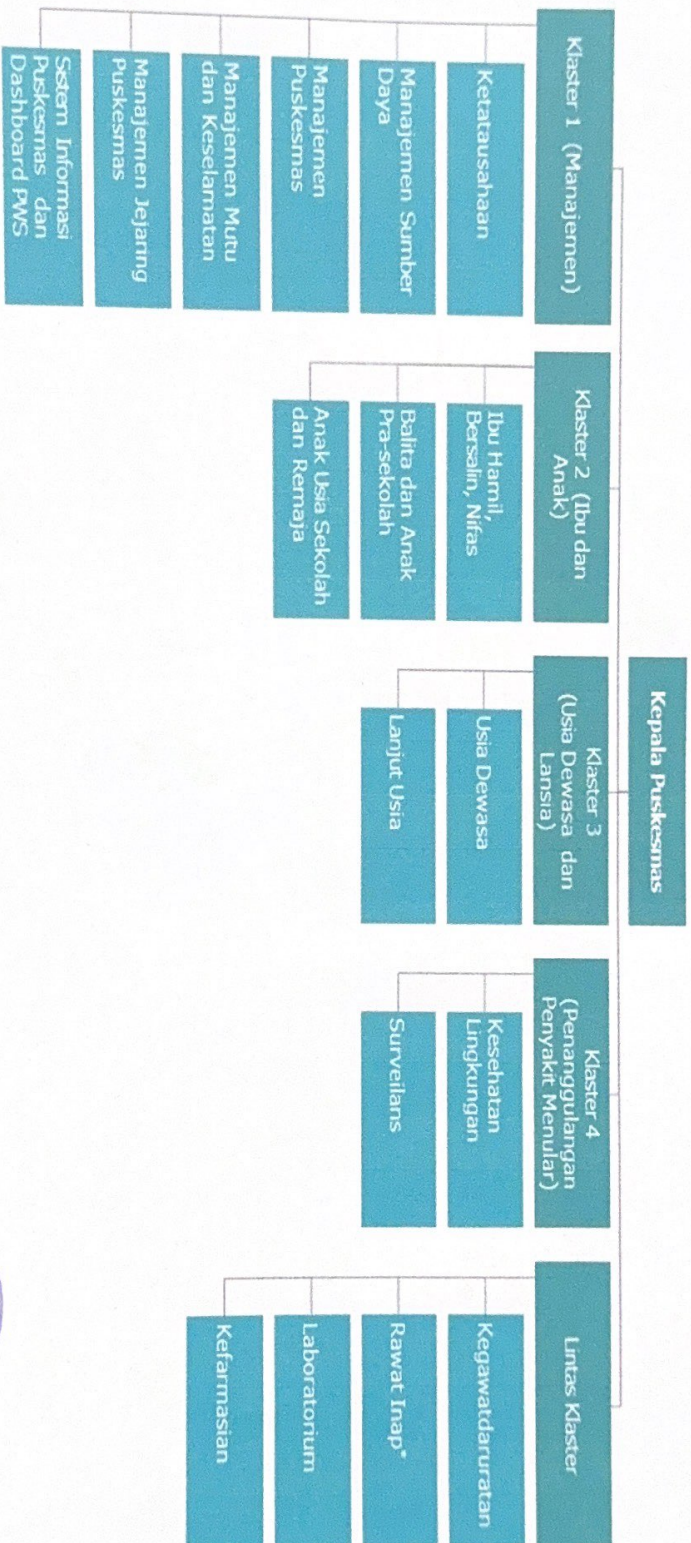 Kepala Puskesmas
Klaster 1 (Manajemen)
Ketatausahaan
Manajemen Sumber
Daya
Manajemen
Puskesmas
Manajemen Mutu
dan Keselamatan
Manajemen Jejaring
Puskesmas
Sistem Informasi
Puskesmas dan
Dashboard PWS
Klaster 2 (Ibu dan
Anak)
Ibu Hamil,
Bersalin, Nifas
Balita dan Anak
Pra-sekolah
Anak Usia Sekolah
dan Remaja
Klaster 3
(Usia Dewasa dan
Lansia)
Usia Dewasa
Lanjut Usia
Klaster 4
(Penanggulangan
Penyakit Menular)
Kesehatan
Lingkungan
Surveilans
Lintas Klaster
Kegawatdaruratan
Rawat Inap*
Laboratorium
Kefarmasian